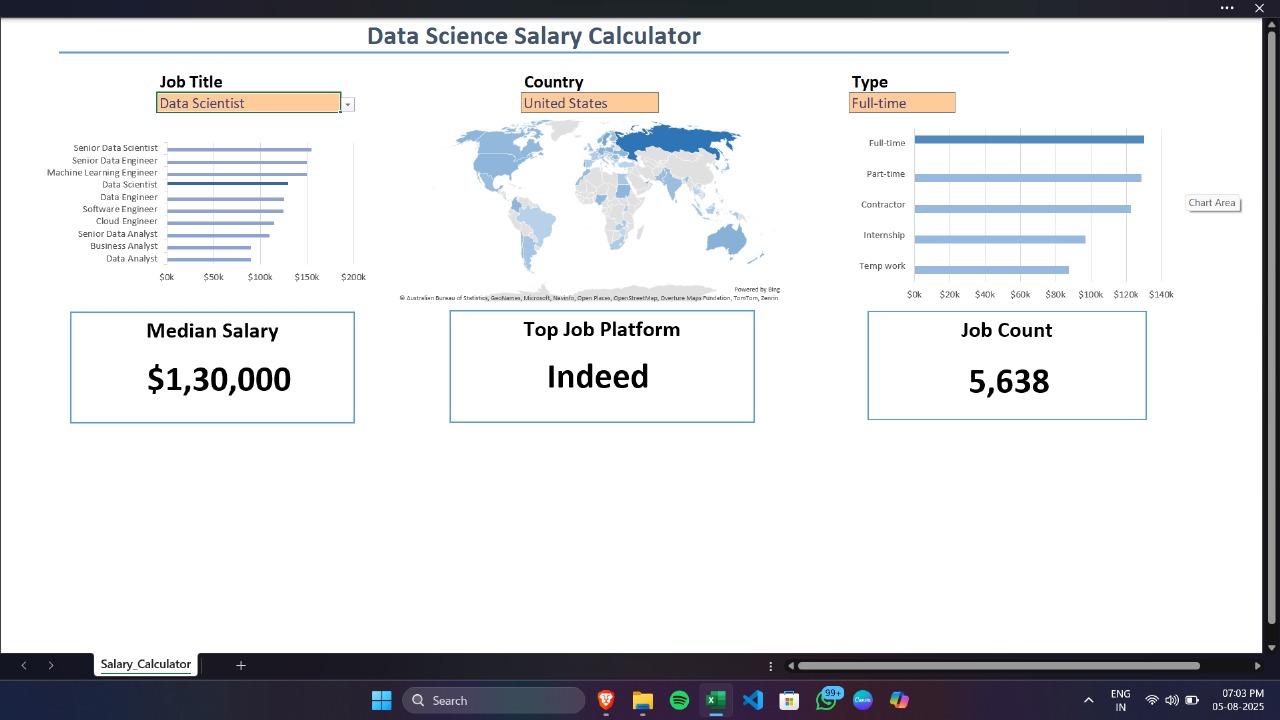 Data Science Salary Calculator
Job Title
Country
Type
Data Scientist
United States
Full-time
Senior Data Scientist
Senior Data Engineer
Machine Learning Engineer
Data Scientist
Data Engineer
Software Engineer
Cloud Engineer
Senior Data Analyst
Business Analyst
Data Analyst
$0k $50k $100k $150k $200k
Powered by Bing
© Australian Bureau of Statistics, GeoNames, Microsoft, Navinfo, Open Places, OpenStreetMap, Overture Maps Fundation, TomTom, Zenrin
Full-time
Part-time
Contractor
Internship
Temp work
$0k $20k $40k $60k $80k $100k $120k $140k
Chart Area
Median Salary
$1,30,000
Top Job Platform
Indeed
Job Count
5,638
Salary_Calculator
Search
99+
Canva
ENG
IN
07:03 PM
05-08-2025